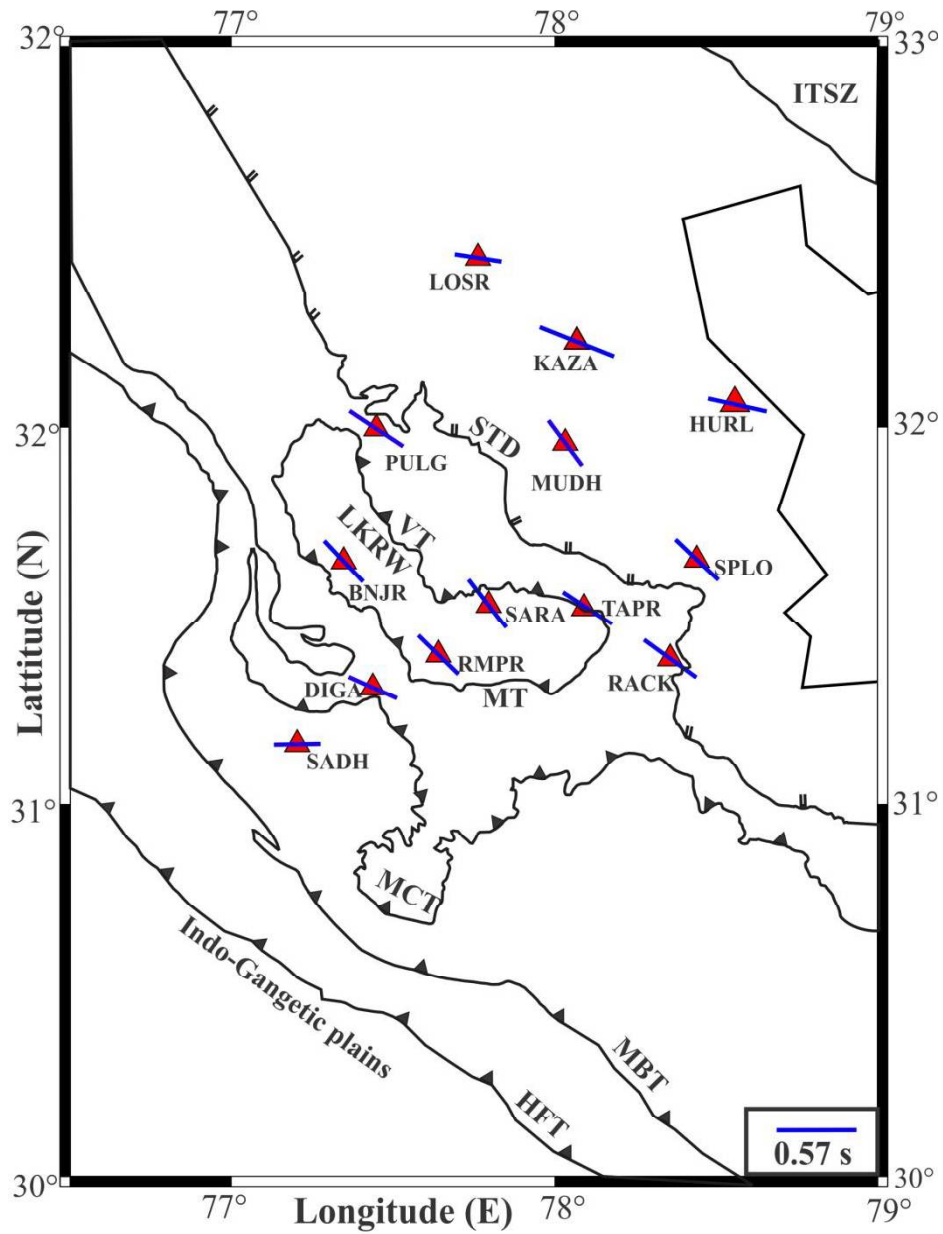 77°
78°
79°
32°
33°
ITSZ
LOSR
KAZA
HURL
32°
32°
PULG
STD
MUDH
VT
LKRW
SPLO
BNJR
SARA
TAPR
RMPR
RACK
DIGA
MT
SADH
31°
31°
MCT
Indo-Gangetic plains
MBT
HFT
0.57 s
30°
30°
77°
78°
79°
Longitude (E)
Lattitude (N)